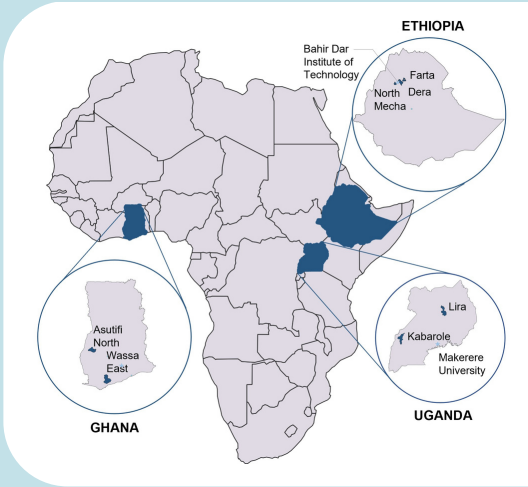 ETHIOPIA
Bahir Dar
Institute of
Technology
Farta
North
Dera
Mecha
Asutifi
North
Wassa
East
GHANA
Lira
Kabarole
Makerere
University
UGANDA